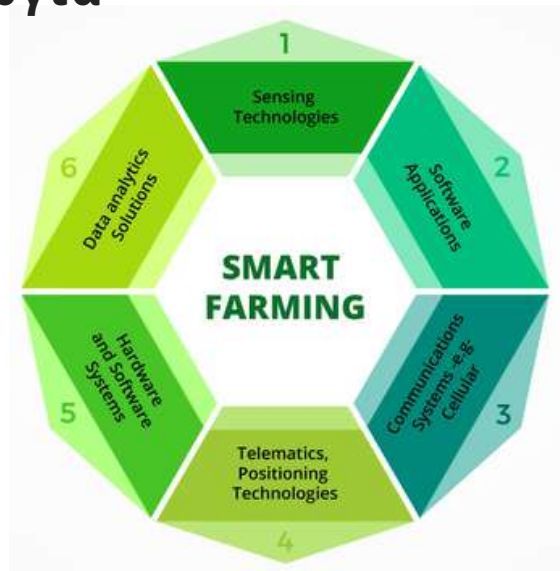 1
Sensing
Technologies
2
Software
Applications
3
Communications
Systems -e.g-
Cellular
4
Telematics,
Positioning
Technologies
5
Hardware
and Software
Systems
6
Data analytics
Solutions
SMART
FARMING